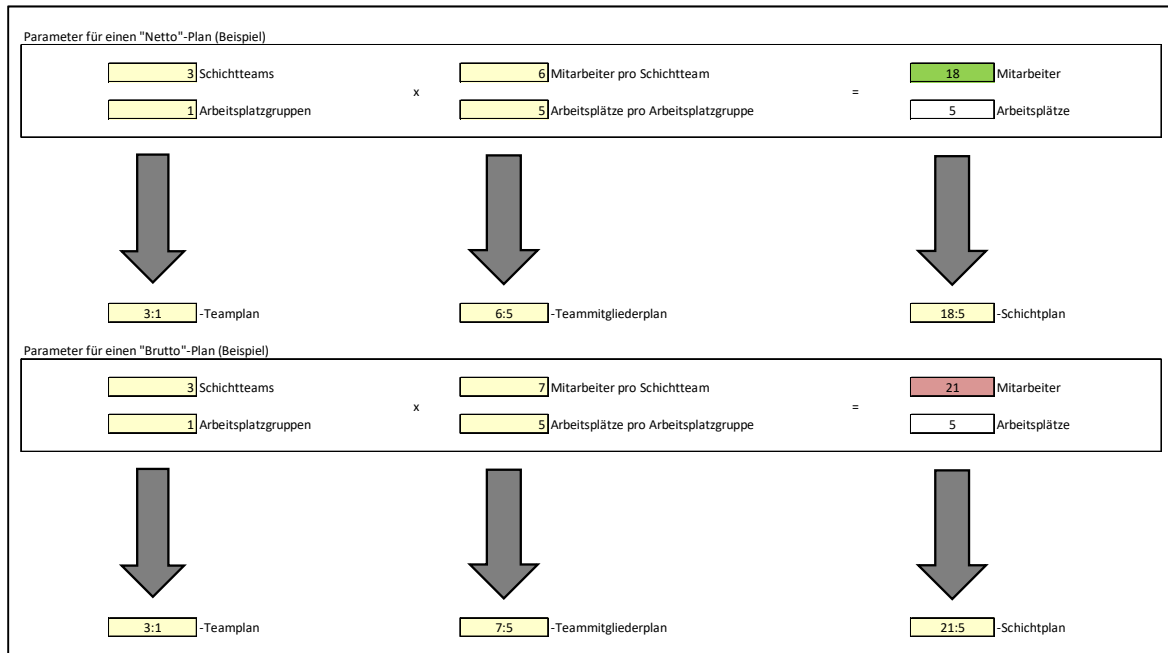 Parameter für einen "Netto"-Plan (Beispiel)
3 Schichtteams 6 Mitarbeiter pro Schichtteam 18 Mitarbeiter
x =
1 Arbeitsplatzgruppen 5 Arbeitsplätze pro Arbeitsplatzgruppe 5 Arbeitsplätze
3:1 -Teamplan 6:5 -Teammitgliederplan 18:5 -Schichtplan
Parameter für einen "Brutto"-Plan (Beispiel)
3 Schichtteams 7 Mitarbeiter pro Schichtteam 21 Mitarbeiter
x =
1 Arbeitsplatzgruppen 5 Arbeitsplätze pro Arbeitsplatzgruppe 5 Arbeitsplätze
3:1 -Teamplan 7:5 -Teammitgliederplan 21:5 -Schichtplan